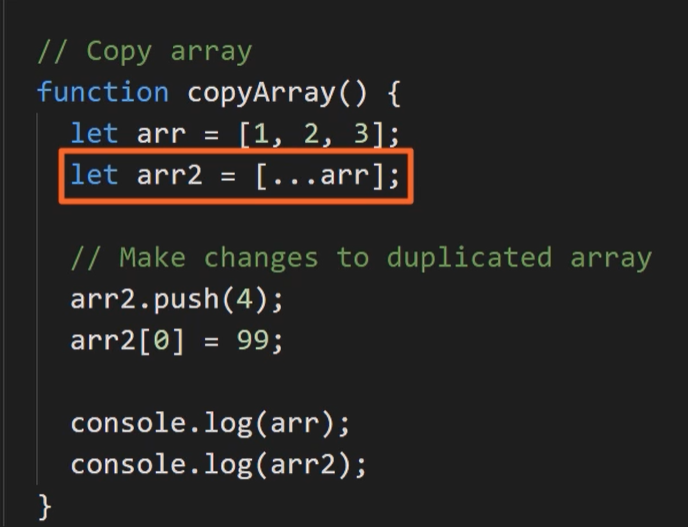 // Copy array
function copyArray() {
let arr = [1, 2, 3];
let arr2 = [...arr];
// Make changes to duplicated array
arr2.push(4);
arr2[0] = 99;
console.log(arr);
console.log(arr2);
}